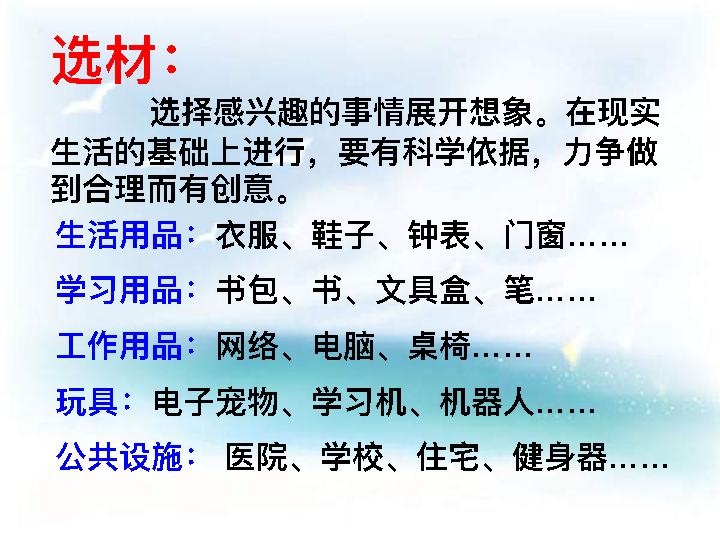 选材：
选择感兴趣的事情展开想象。在现实
生活的基础上进行，要有科学依据，力争做
到合理而有创意。
生活用品：衣服、鞋子、钟表、门窗……
学习用品：书包、书、文具盒、笔……
工作用品：网络、电脑、桌椅……
玩具：电子宠物、学习机、机器人……
公共设施： 医院、学校、住宅、健身器……